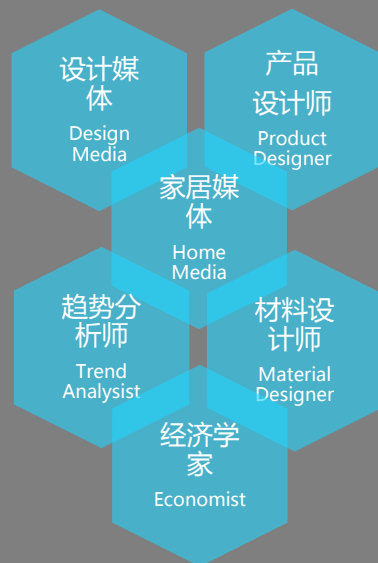 设计媒
体
Design
Media
产品
设计师
Product
Designer
家居媒
体
Home
Media
趋势分
析师
Trend
Analysist
材料设
计师
Material
Designer
经济学
家
Economist